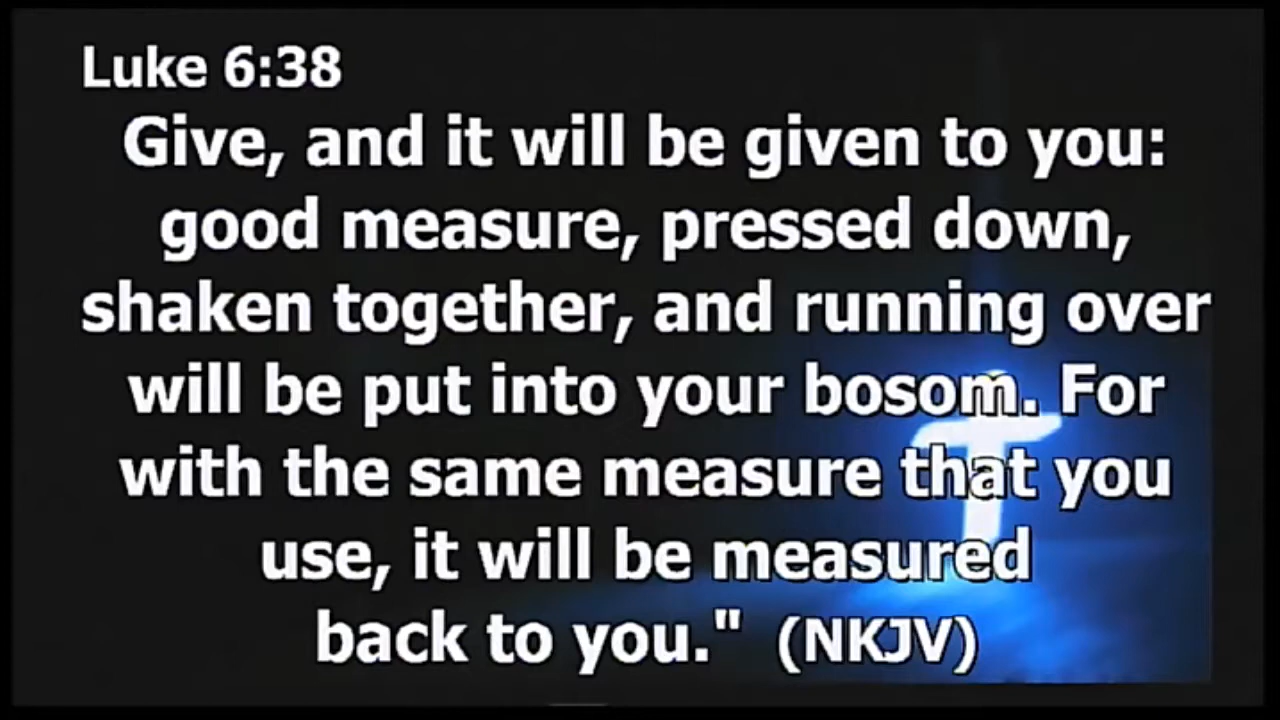 Luke 6:38
Give, and it will be given to you:
good measure, pressed down,
shaken together, and running over
will be put into your bosom. For
with the same measure that you
use, it will be measured
back to you." (NKJV)